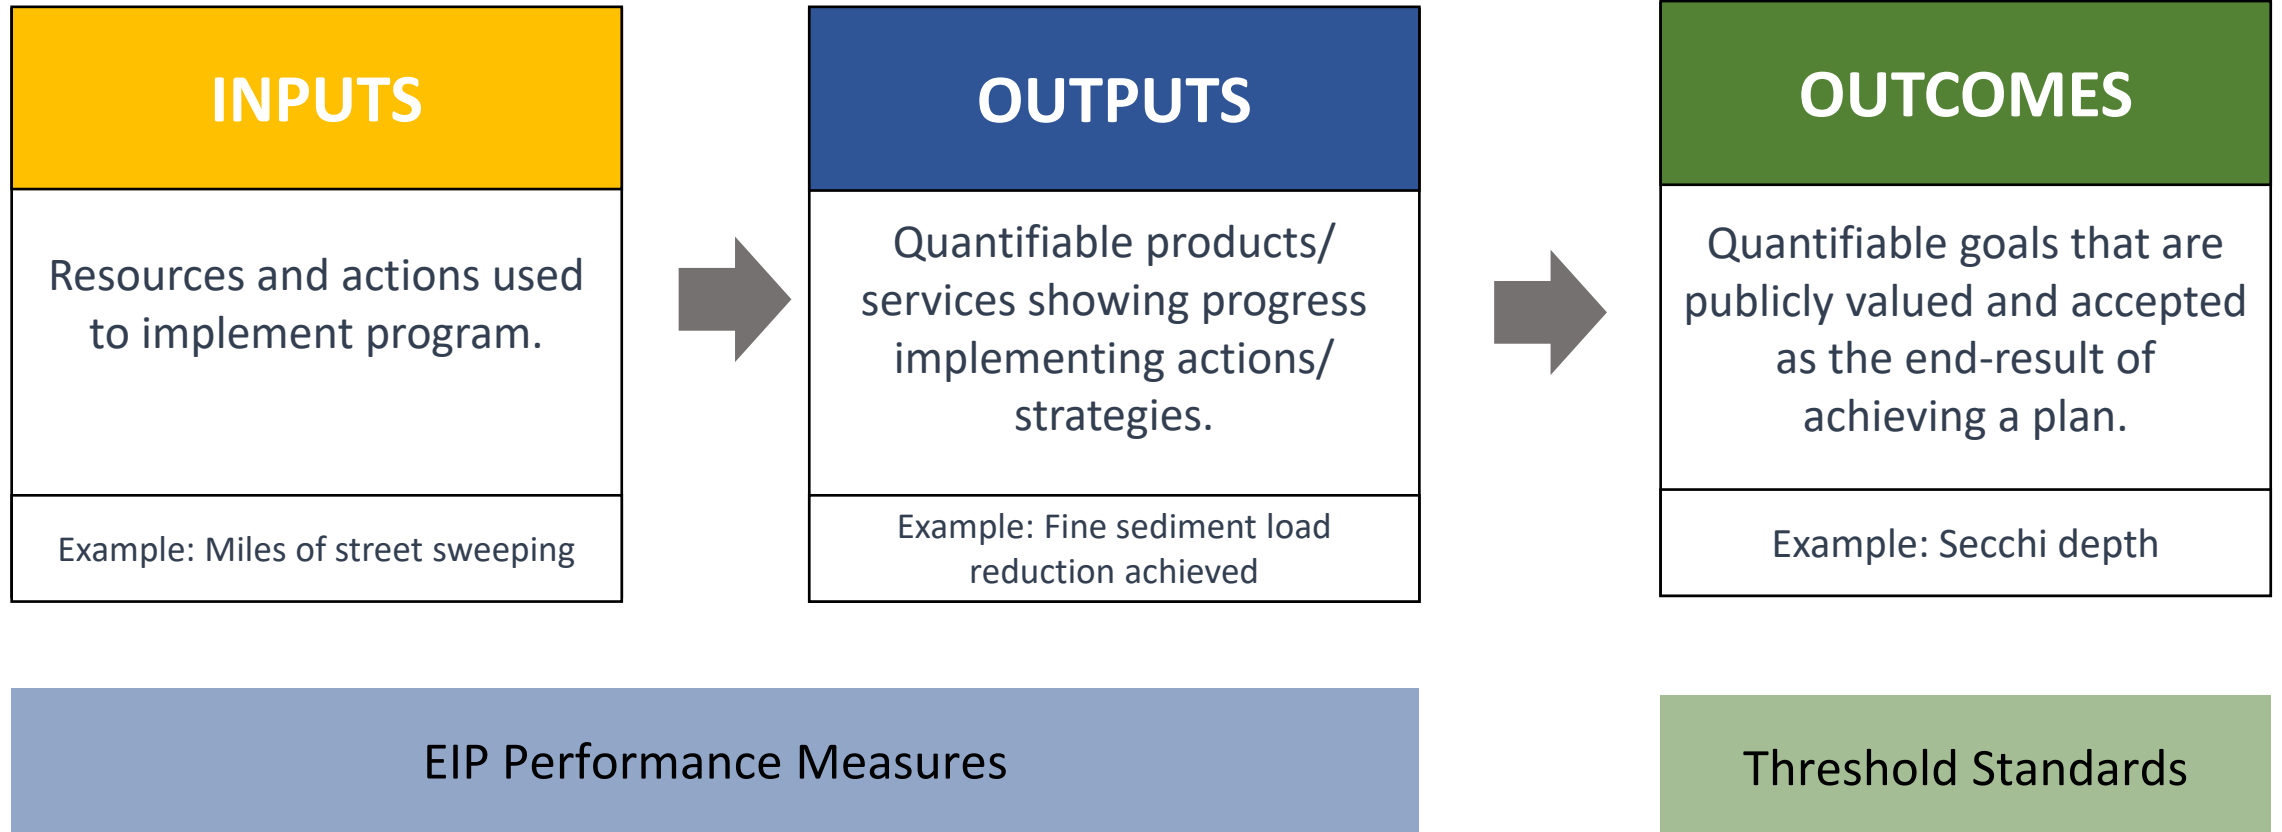 INPUTS
Resources and actions used
to implement program.
Example: Miles of street sweeping
OUTPUTS
Quantifiable products/
services showing progress
implementing actions/
strategies.
Example: Fine sediment load
reduction achieved
OUTCOMES
Quantifiable goals that are
publicly valued and accepted
as the end-result of
achieving a plan.
Example: Secchi depth
EIP Performance Measures
Threshold Standards